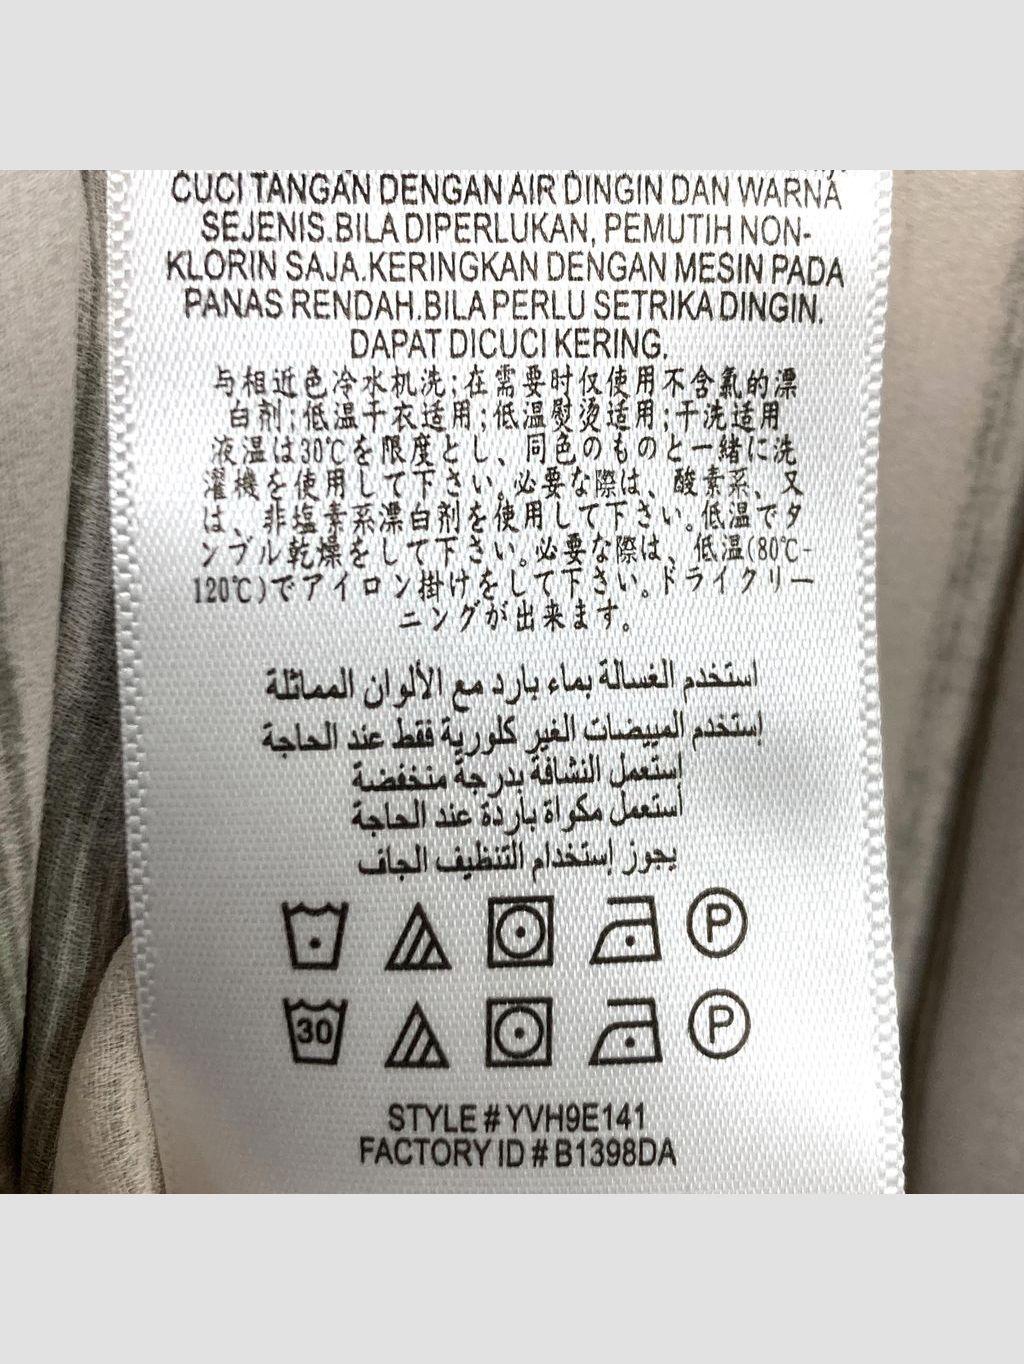 CUCI TANGAN DENGAN AIR DINGIN DAN WARNA
SEJENIS.BILA DIPERLUKAN, PEMUTIH NON-
KLORIN SAJA.KERINGKAN DENGAN MESIN PADA
PANAS RENDAH.BILA PERLU SETRIKA DINGIN.
DAPAT DICUCI KERING.
与相近色冷水机洗;在需要时仅使用不含氯的漂
白剂;低温干衣适用;低温熨烫适用;干洗适用
液温は30℃を限度とし、同色のものと一緒に洗
濯機を使用して下さい。必要な際は、酸素系、又
は、非塩素系漂白剤を使用して下さい。低温でタ
ンブル乾燥をして下さい。必要な際は、低温(80℃-
120℃)でアイロン掛けをして下さい。ドライクリー
ニングが出来ます。
استخدم الغسالة بماء بارد مع الألوان المماثلة
إستخدم المبيضات الغير كلورية فقط عند الحاجة
إستعمل النشافة بدرجة منخفضة
أستعمل مكواة باردة عند الحاجة
يجوز إستخدام التنظيف الجاف
P
30 P
STYLE # YVH9E141
FACTORY ID # B1398DA